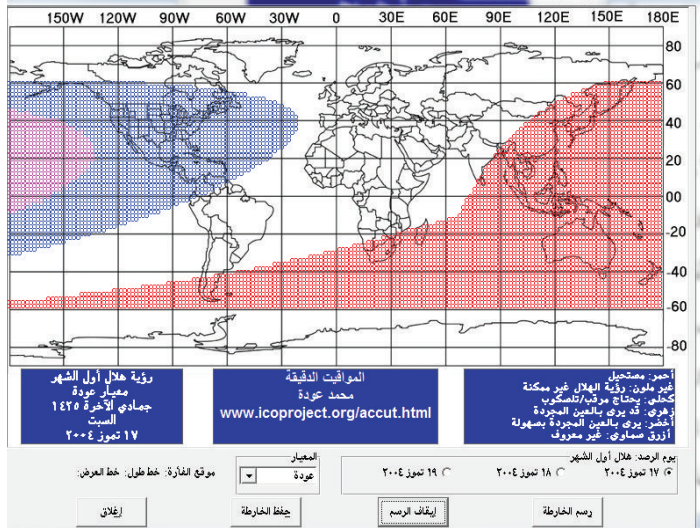 150W 120W 90W 60W 30W 0 30E 60E 90E 120E 150E 180E
80
60
40
20
00
-20
-40
-60
-80
أحمر: مستحيل
غير ملون: رؤية الهلال غير ممكنة
كحلي: يحتاج مرقب/تلسكوب
زهري: قد يرى بالعين المجردة
أخضر: يرى بالعين المجردة بسهولة
أزرق سماوي: غير معروف
المواقيت الدقيقة
محمد عودة
www.icoproject.org/accut.html
رؤية هلال أول الشهر
معيار عودة
جمادي الآخرة ١٤٢٥
السبت
١٧ تموز ٢٠٠٤
يوم الرصد: هلال أول الشهر
١٧ تموز ٢٠٠٤ ١٨ تموز ٢٠٠٤ ١٩ تموز ٢٠٠٤
المعيار
عودة
موقع الفأرة: خط طول: خط العرض:
رسم الخارطة إيقاف الرسم حفظ الخارطة إغلاق